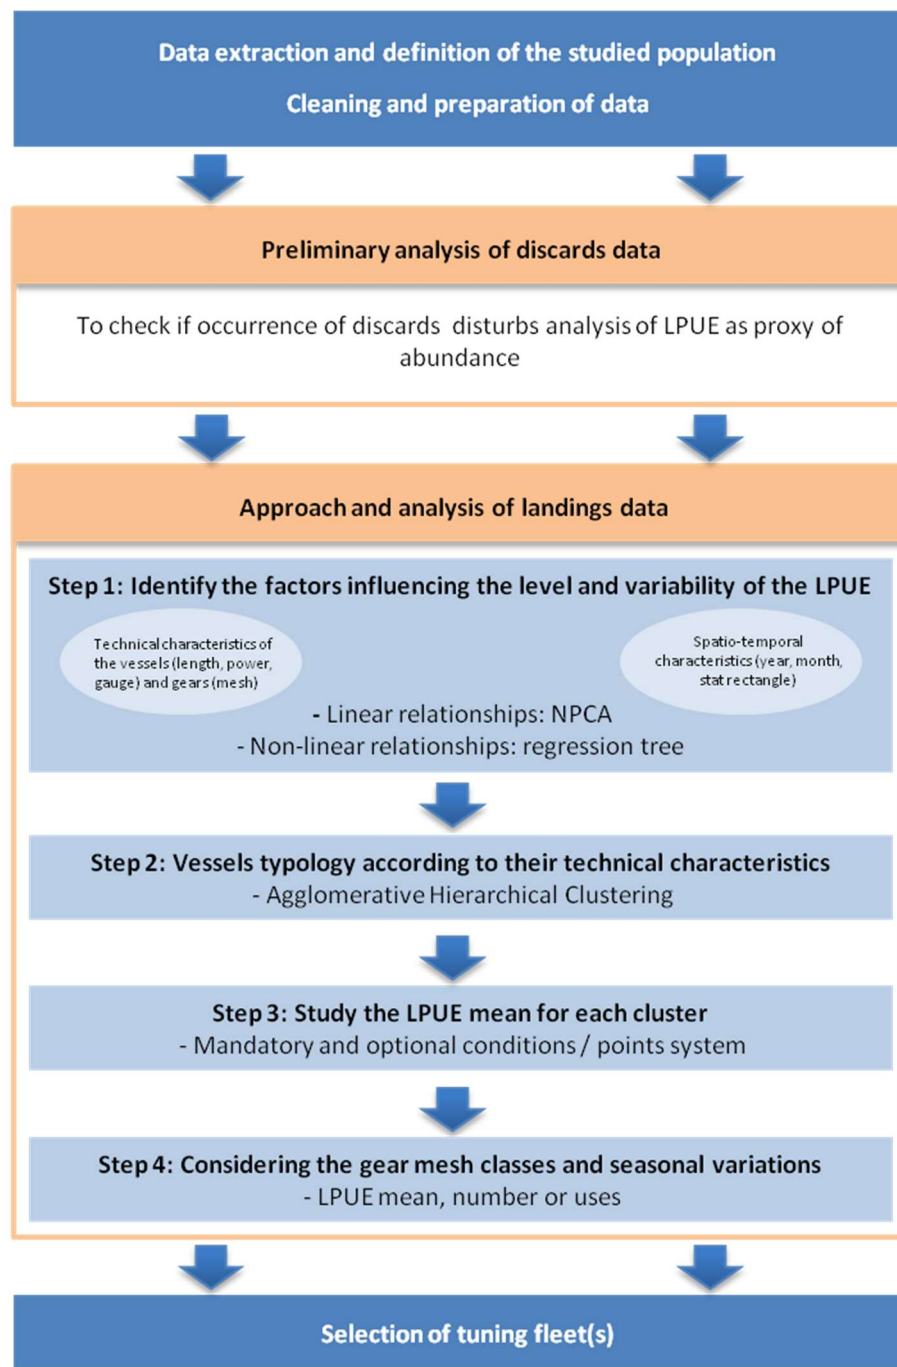 Data extraction and definition of the studied population
Cleaning and preparation of data
Preliminary analysis of discards data
To check if occurrence of discards disturbs analysis of LPUE as proxy of
abundance
Approach and analysis of landings data
Step 1: Identify the factors influencing the level and variability of the LPUE
Technical characteristics of
the vessels (length, power,
gauge) and gears (mesh)
Spatio-temporal
characteristics (year, month,
stat rectangle)
- Linear relationships: NPCA
- Non-linear relationships: regression tree
Step 2: Vessels typology according to their technical characteristics
- Agglomerative Hierarchical Clustering
Step 3: Study the LPUE mean for each cluster
- Mandatory and optional conditions / points system
Step 4: Considering the gear mesh classes and seasonal variations
- LPUE mean, number or uses
Selection of tuning fleet(s)